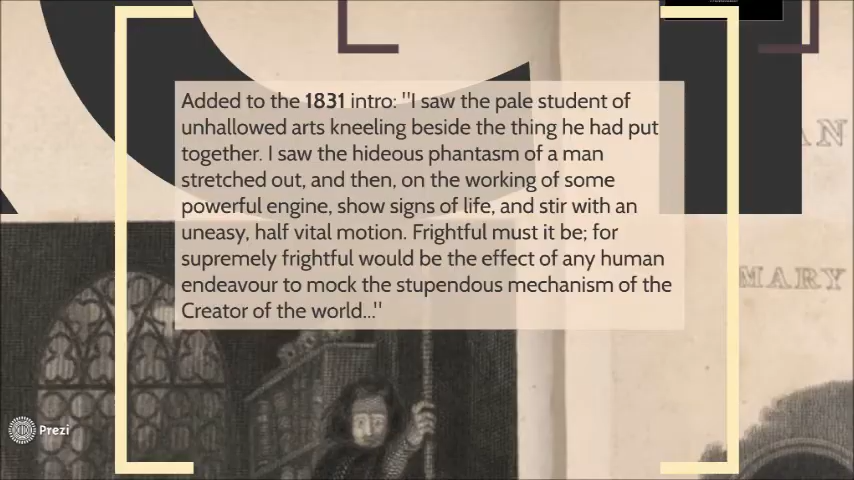 Added to the 1831 intro: "I saw the pale student of
unhallowed arts kneeling beside the thing he had put
together. I saw the hideous phantasm of a man
stretched out, and then, on the working of some
powerful engine, show signs of life, and stir with an
uneasy, half vital motion. Frightful must it be; for
supremely frightful would be the effect of any human
endeavour to mock the stupendous mechanism of the
Creator of the world..."
MARY
Prezi